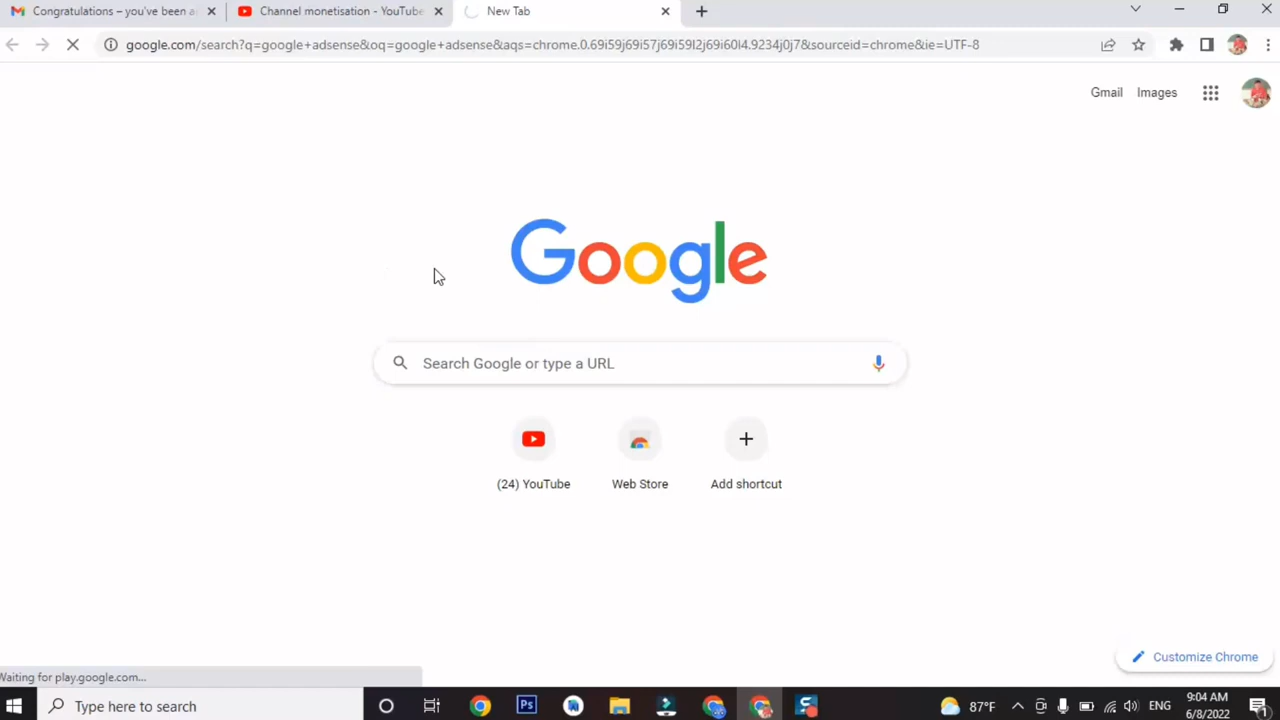 Congratulations – you've been a
Channel monetisation - YouTube
New Tab
google.com/search?q=google+adsense&oq=google+adsense&aqs=chrome.0.69i59j69i57j69i59l2j69i60l4.9234j0j7&sourceid=chrome&ie=UTF-8
Gmail
Images
Google
Search Google or type a URL
(24) YouTube
Web Store
Add shortcut
Customize Chrome
Waiting for play.google.com...
Type here to search
Ps
87°F
ENG
9:04 AM
6/8/2022
1